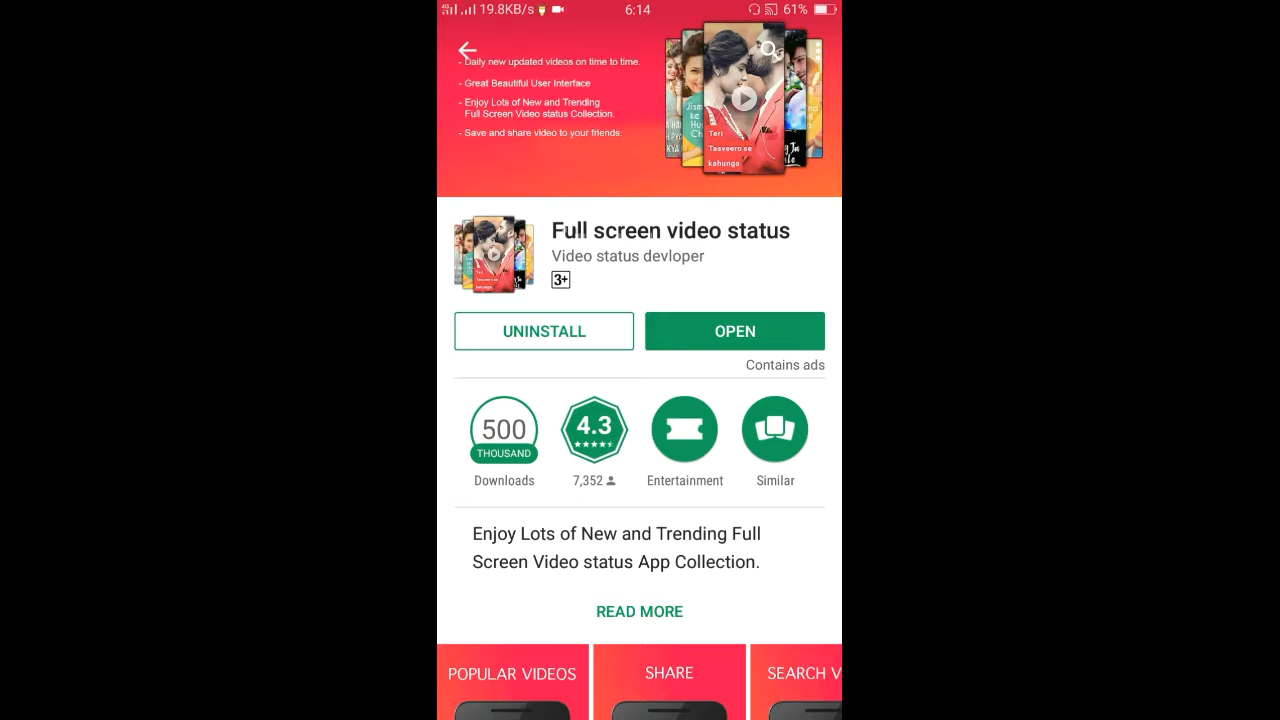 4G 19.8KB/s 6:14 61%
- Daily new updated videos on time to time.
- Great Beautiful User Interface
- Enjoy Lots of New and Trending
Full Screen Video status Collection.
- Save and share video to your friends.
Teri
Tasveero se
kahunga
Full screen video status
Video status devloper
3+
UNINSTALL OPEN
Contains ads
500
THOUSAND
4.3
Downloads 7,352 Entertainment Similar
Enjoy Lots of New and Trending Full
Screen Video status App Collection.
READ MORE
POPULAR VIDEOS SHARE SEARCH V